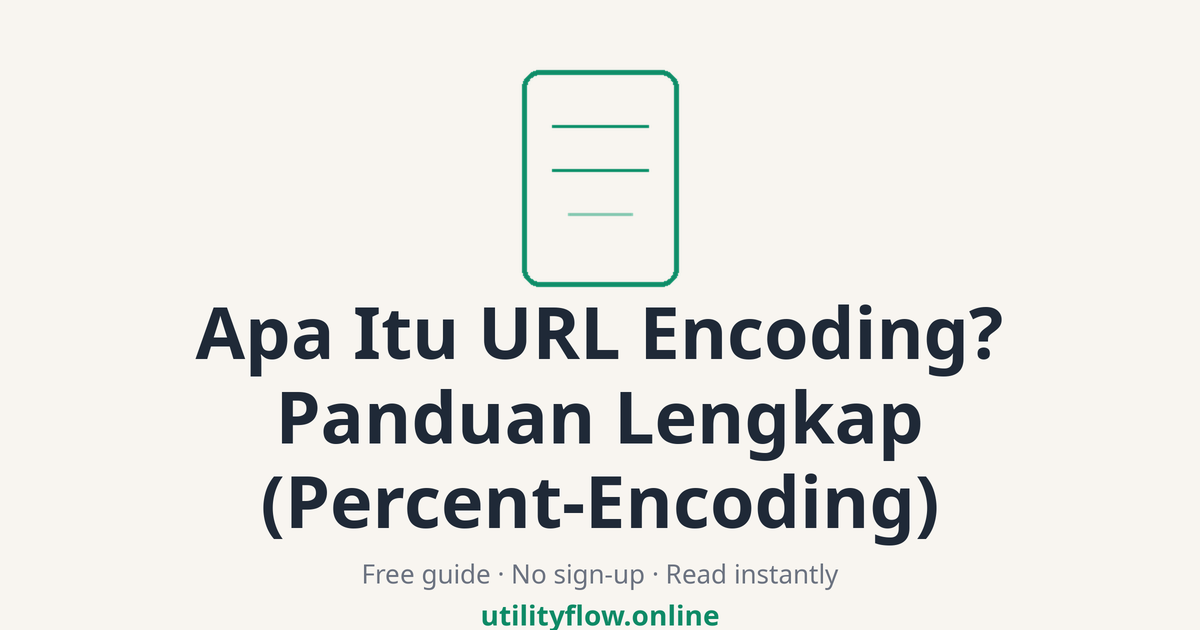 Apa Itu URL Encoding?
Panduan Lengkap
(Percent-Encoding)
Free guide · No sign-up · Read instantly
utilityflow.online